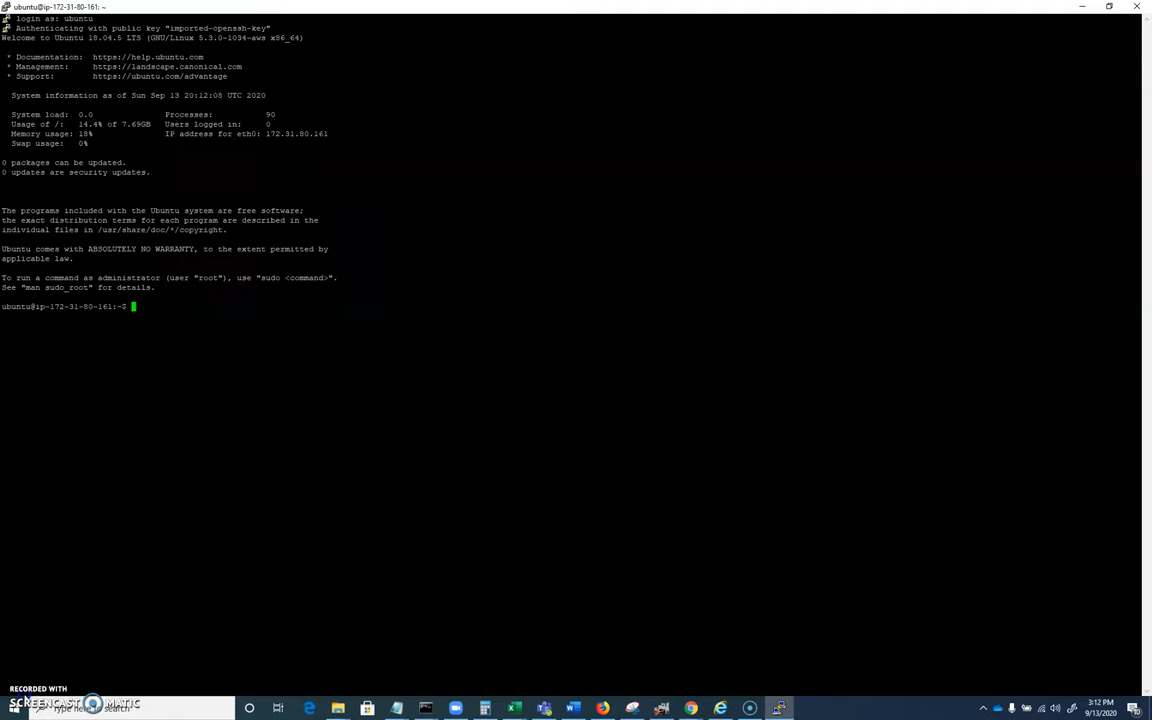 ubuntu@ip-172-31-80-161: ~
login as: ubuntu
Authenticating with public key "imported-openssh-key"
Welcome to Ubuntu 18.04.5 LTS (GNU/Linux 5.3.0-1034-aws x86_64)
* Documentation: https://help.ubuntu.com
* Management: https://landscape.canonical.com
* Support: https://ubuntu.com/advantage
System information as of Sun Sep 13 20:12:08 UTC 2020
System load: 0.0 Processes: 90
Usage of /: 14.4% of 7.69GB Users logged in: 0
Memory usage: 18% IP address for eth0: 172.31.80.161
Swap usage: 0%
0 packages can be updated.
0 updates are security updates.
The programs included with the Ubuntu system are free software;
the exact distribution terms for each program are described in the
individual files in /usr/share/doc/*/copyright.
Ubuntu comes with ABSOLUTELY NO WARRANTY, to the extent permitted by
applicable law.
To run a command as administrator (user "root"), use "sudo <command>".
See "man sudo_root" for details.
ubuntu@ip-172-31-80-161:~$
RECORDED WITH
SCREENCAST MATIC
Type here to search
3:12 PM
9/13/2020